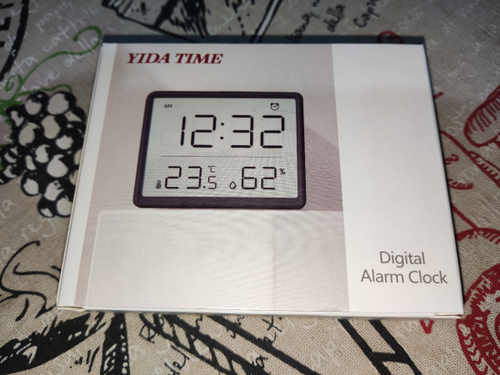 YIDA TIME
AM
12:32
°C
23.5 62%
Digital
Alarm Clock